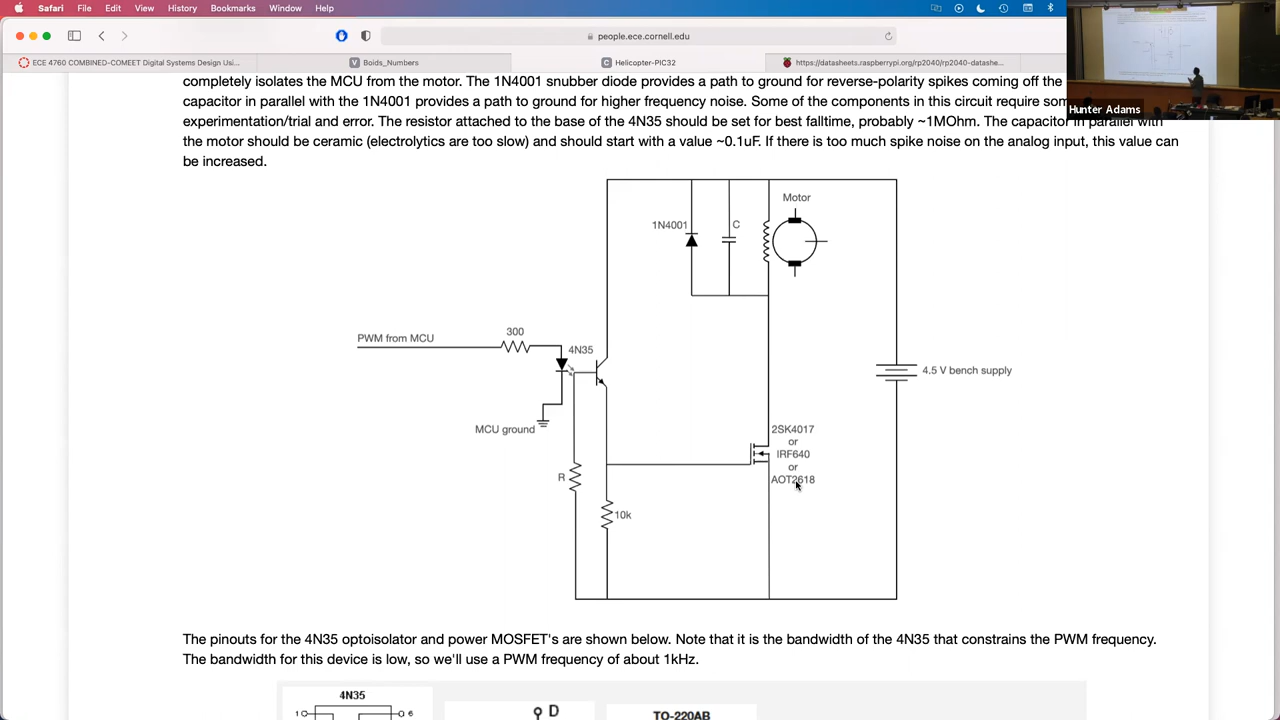 Safari File Edit View History Bookmarks Window Help
people.ece.cornell.edu
ECE 4760 COMBINED-COMEET Digital Systems Design Usi...
Boids_Numbers
Helicopter-PIC32
https://datasheets.raspberrypi.org/rp2040/rp2040-datashe...
Hunter Adams
completely isolates the MCU from the motor. The 1N4001 snubber diode provides a path to ground for reverse-polarity spikes coming off the
capacitor in parallel with the 1N4001 provides a path to ground for higher frequency noise. Some of the components in this circuit require som
experimentation/trial and error. The resistor attached to the base of the 4N35 should be set for best falltime, probably ~1MOhm. The capacitor in parallel with
the motor should be ceramic (electrolytics are too slow) and should start with a value ~0.1uF. If there is too much spike noise on the analog input, this value can
be increased.
Motor
1N4001
C
300
PWM from MCU
4N35
4.5 V bench supply
MCU ground
2SK4017
or
IRF640
or
AOT2618
R
10k
The pinouts for the 4N35 optoisolator and power MOSFET's are shown below. Note that it is the bandwidth of the 4N35 that constrains the PWM frequency.
The bandwidth for this device is low, so we'll use a PWM frequency of about 1kHz.
4N35
1
6
D
TO-220AB